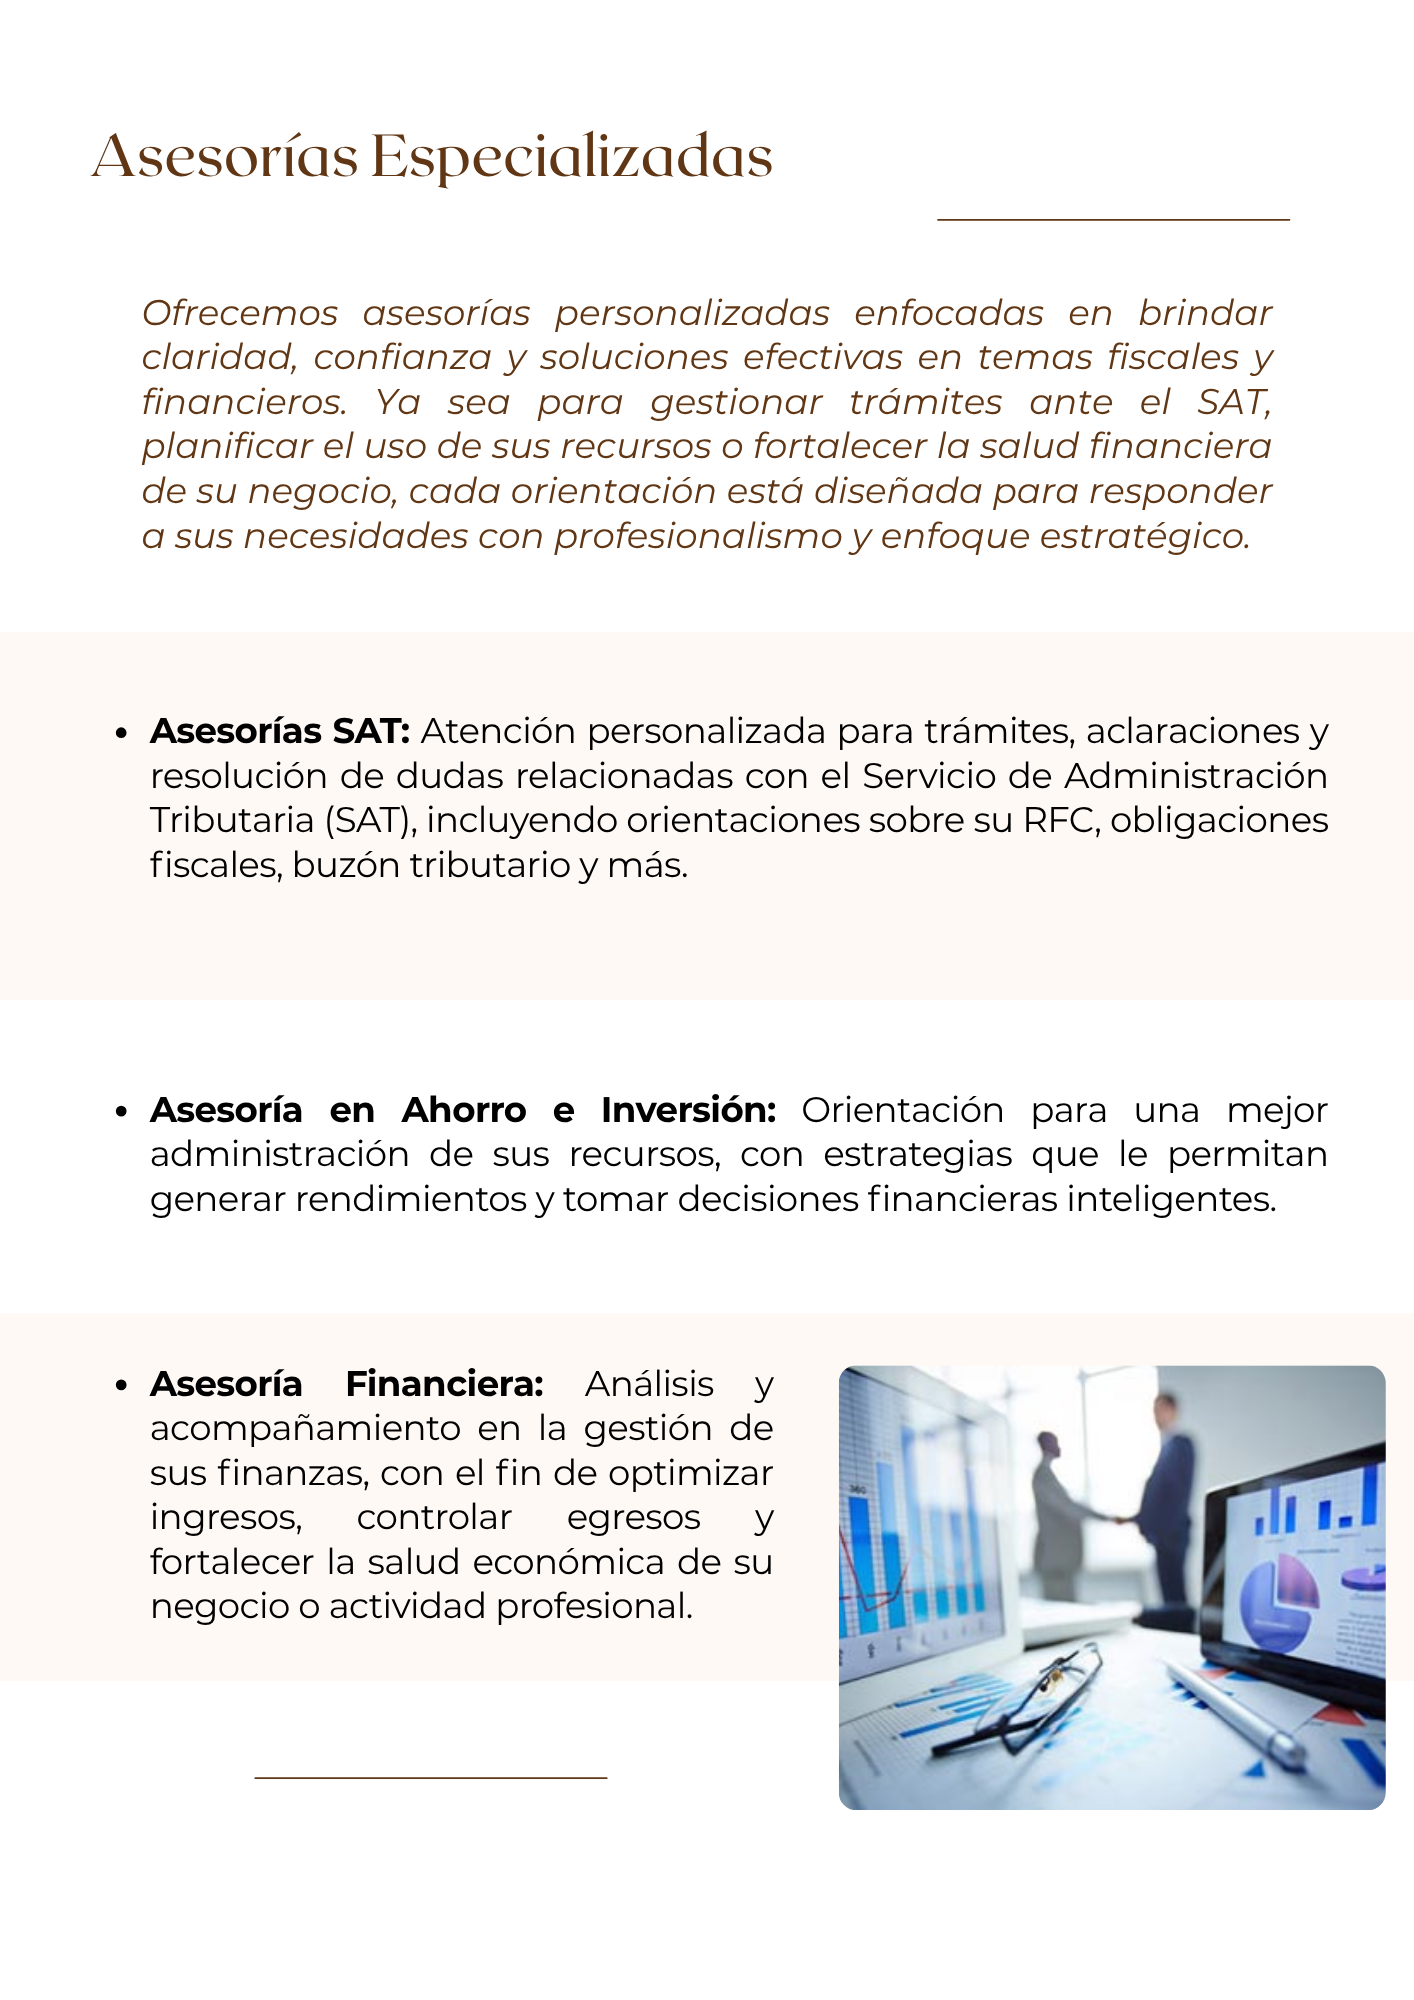 Asesorías Especializadas
Ofrecemos asesorías personalizadas enfocadas en brindar
claridad, confianza y soluciones efectivas en temas fiscales y
financieros. Ya sea para gestionar trámites ante el SAT,
planificar el uso de sus recursos o fortalecer la salud financiera
de su negocio, cada orientación está diseñada para responder
a sus necesidades con profesionalismo y enfoque estratégico.
• Asesorías SAT: Atención personalizada para trámites, aclaraciones y
resolución de dudas relacionadas con el Servicio de Administración
Tributaria (SAT), incluyendo orientaciones sobre su RFC, obligaciones
fiscales, buzón tributario y más.
• Asesoría en Ahorro e Inversión: Orientación para una mejor
administración de sus recursos, con estrategias que le permitan
generar rendimientos y tomar decisiones financieras inteligentes.
• Asesoría Financiera: Análisis y
acompañamiento en la gestión de
sus finanzas, con el fin de optimizar
ingresos, controlar egresos y
fortalecer la salud económica de su
negocio o actividad profesional.